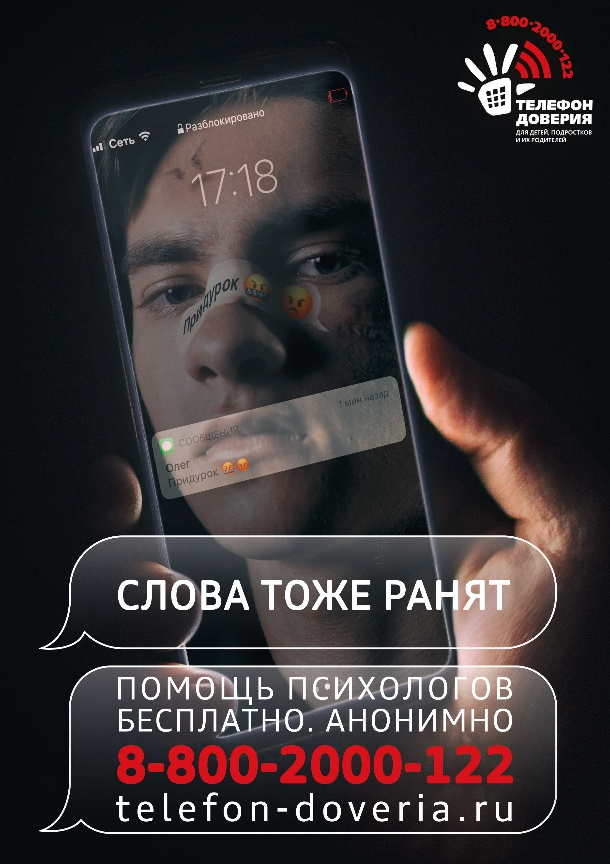 8-800-2000-122
ТЕЛЕФОН
ДОВЕРИЯ
ДЛЯ ДЕТЕЙ, ПОДРОСТКОВ
И ИХ РОДИТЕЛЕЙ
Сеть
Разблокировано
17:18
Придурок 🤬 😡
СООБЩЕНИЯ
1 мин назад
Олег
Придурок 🤬 😡
СЛОВА ТОЖЕ РАНЯТ
ПОМОЩЬ ПСИХОЛОГОВ
БЕСПЛАТНО. АНОНИМНО
8-800-2000-122
telefon-doveria.ru